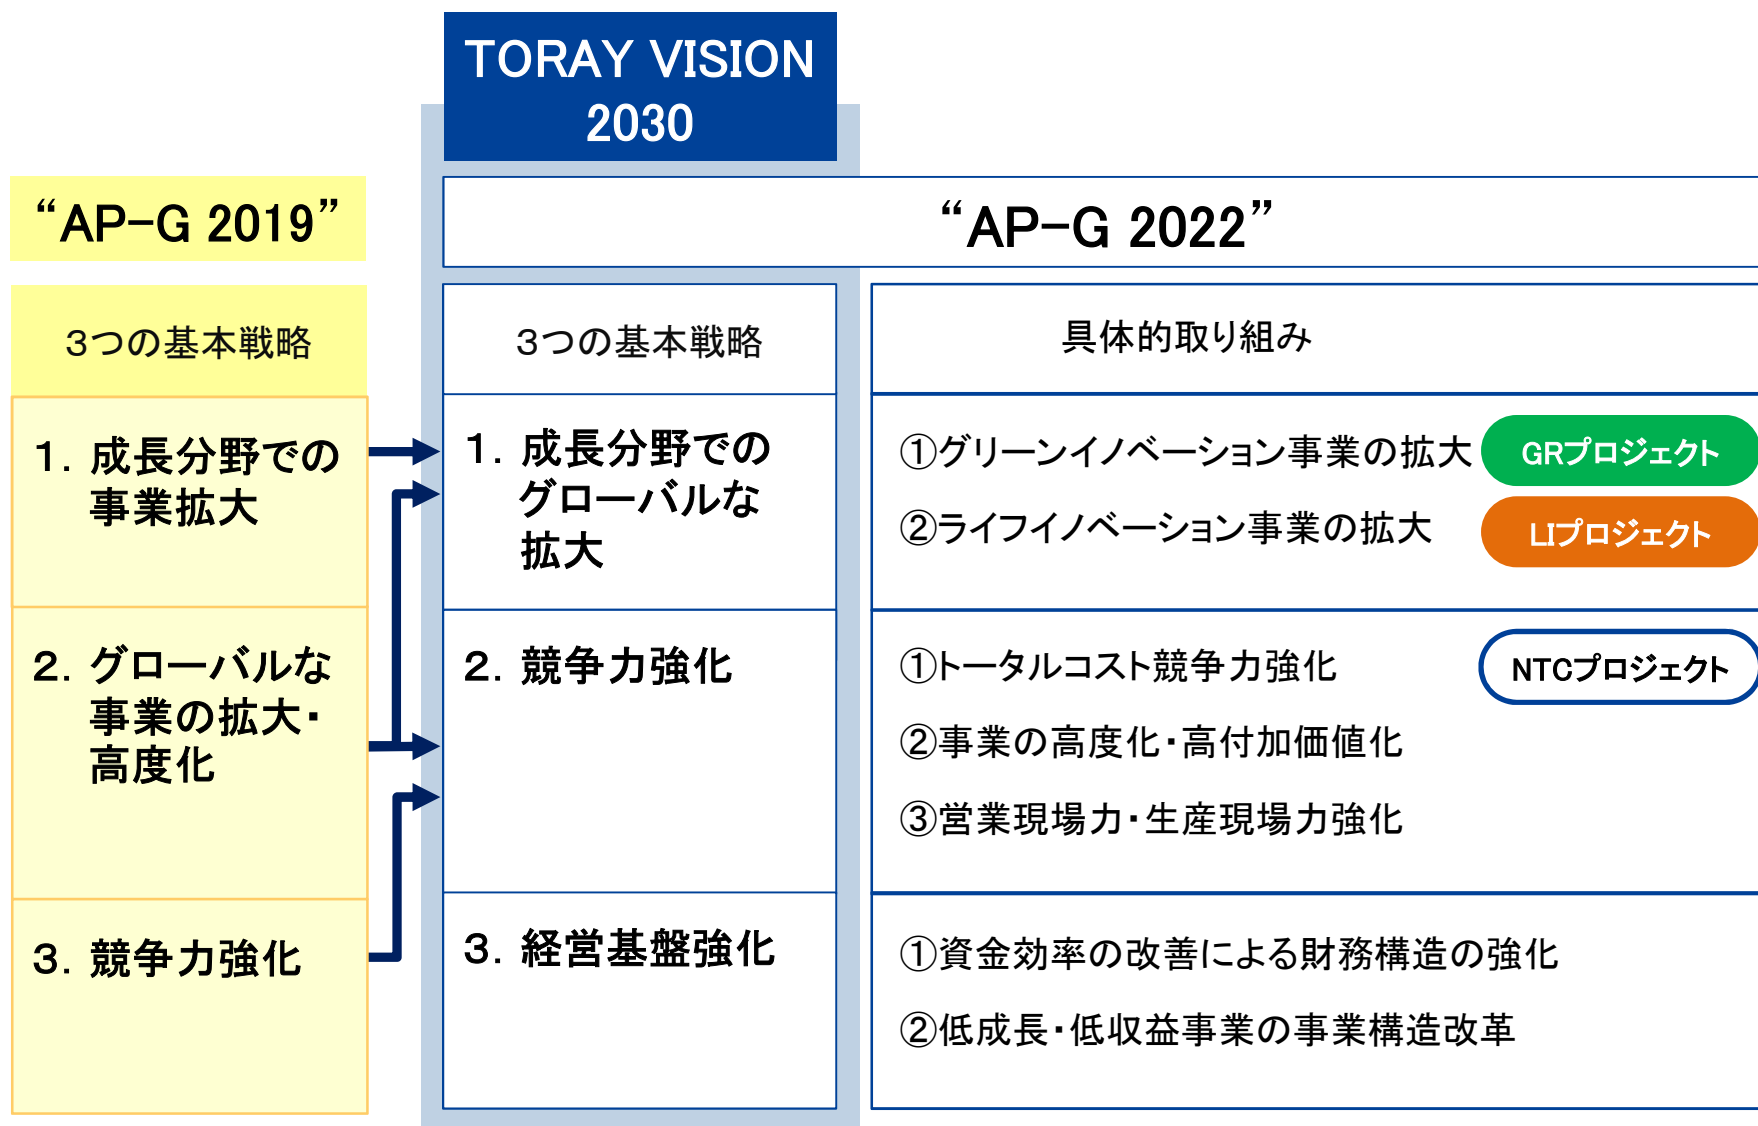 TORAY VISION
2030
“AP-G 2019”
“AP-G 2022”
３つの基本戦略
３つの基本戦略
具体的取り組み
１．成長分野での
事業拡大
２．グローバルな
事業の拡大・
高度化
３．競争力強化
１．成長分野での
グローバルな
拡大
２．競争力強化
３．経営基盤強化
①グリーンイノベーション事業の拡大
GRプロジェクト
②ライフイノベーション事業の拡大
LIプロジェクト
①トータルコスト競争力強化
NTCプロジェクト
②事業の高度化・高付加価値化
③営業現場力・生産現場力強化
①資金効率の改善による財務構造の強化
②低成長・低収益事業の事業構造改革